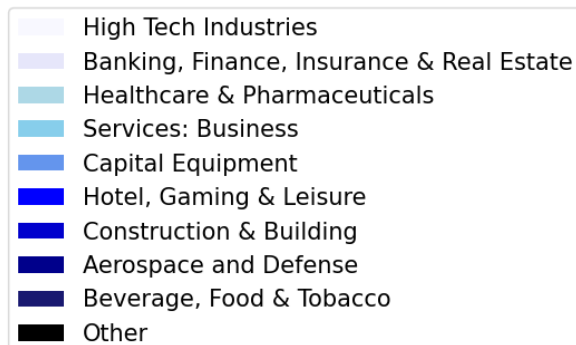 High Tech Industries
Banking, Finance, Insurance & Real Estate
Healthcare & Pharmaceuticals
Services: Business
Capital Equipment
Hotel, Gaming & Leisure
Construction & Building
Aerospace and Defense
Beverage, Food & Tobacco
Other